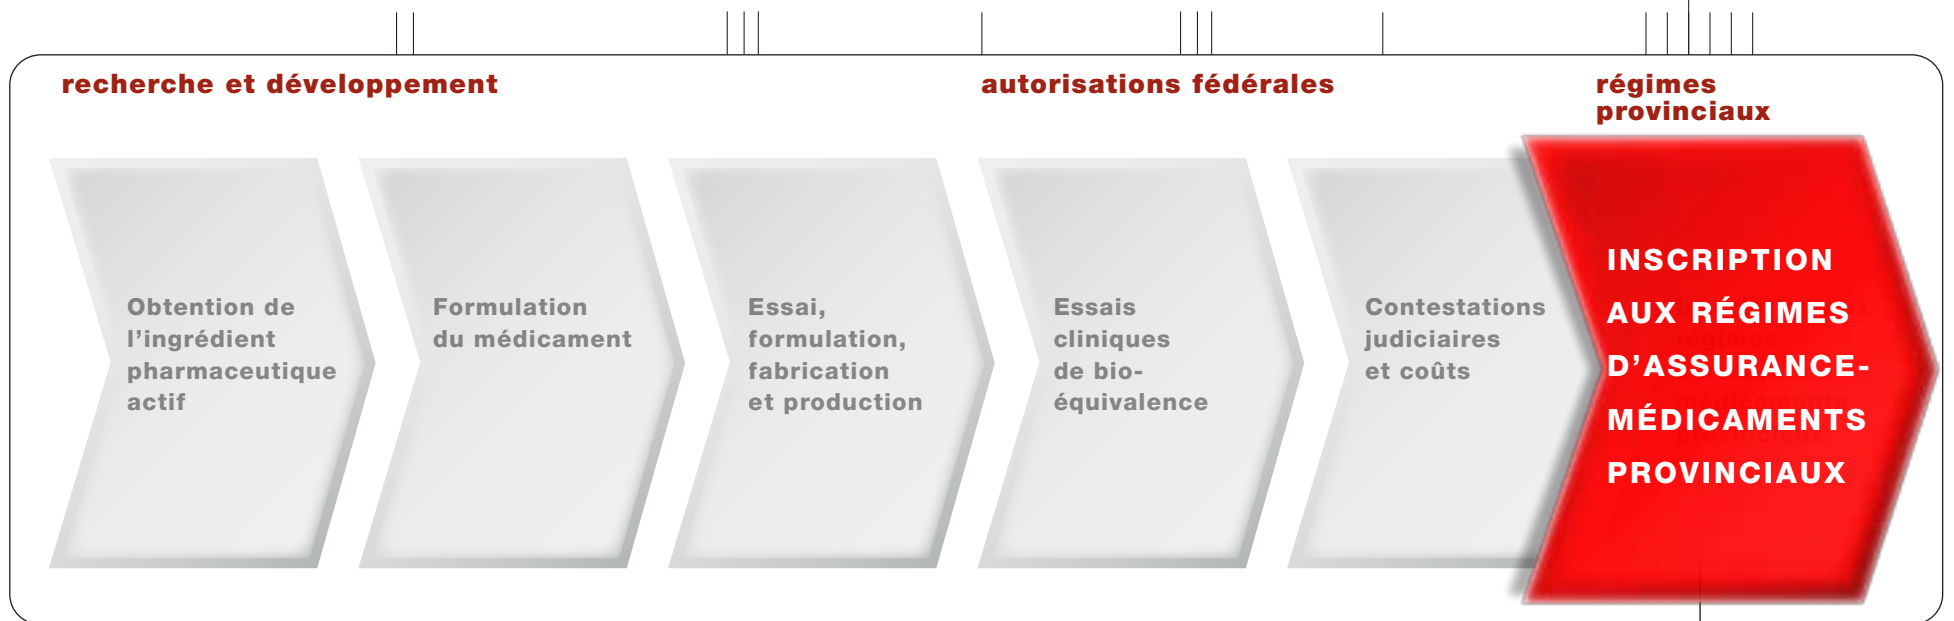 recherche et développement
autorisations fédérales
régimes
provinciaux
Obtention de
l’ingrédient
pharmaceutique
actif
Formulation
du médicament
Essai,
formulation,
fabrication
et production
Essais
cliniques
de bio-
équivalence
Contestations
judiciaires
et coûts
INSCRIPTION
AUX RÉGIMES
D’ASSURANCE-
MÉDICAMENTS
PROVINCIAUX